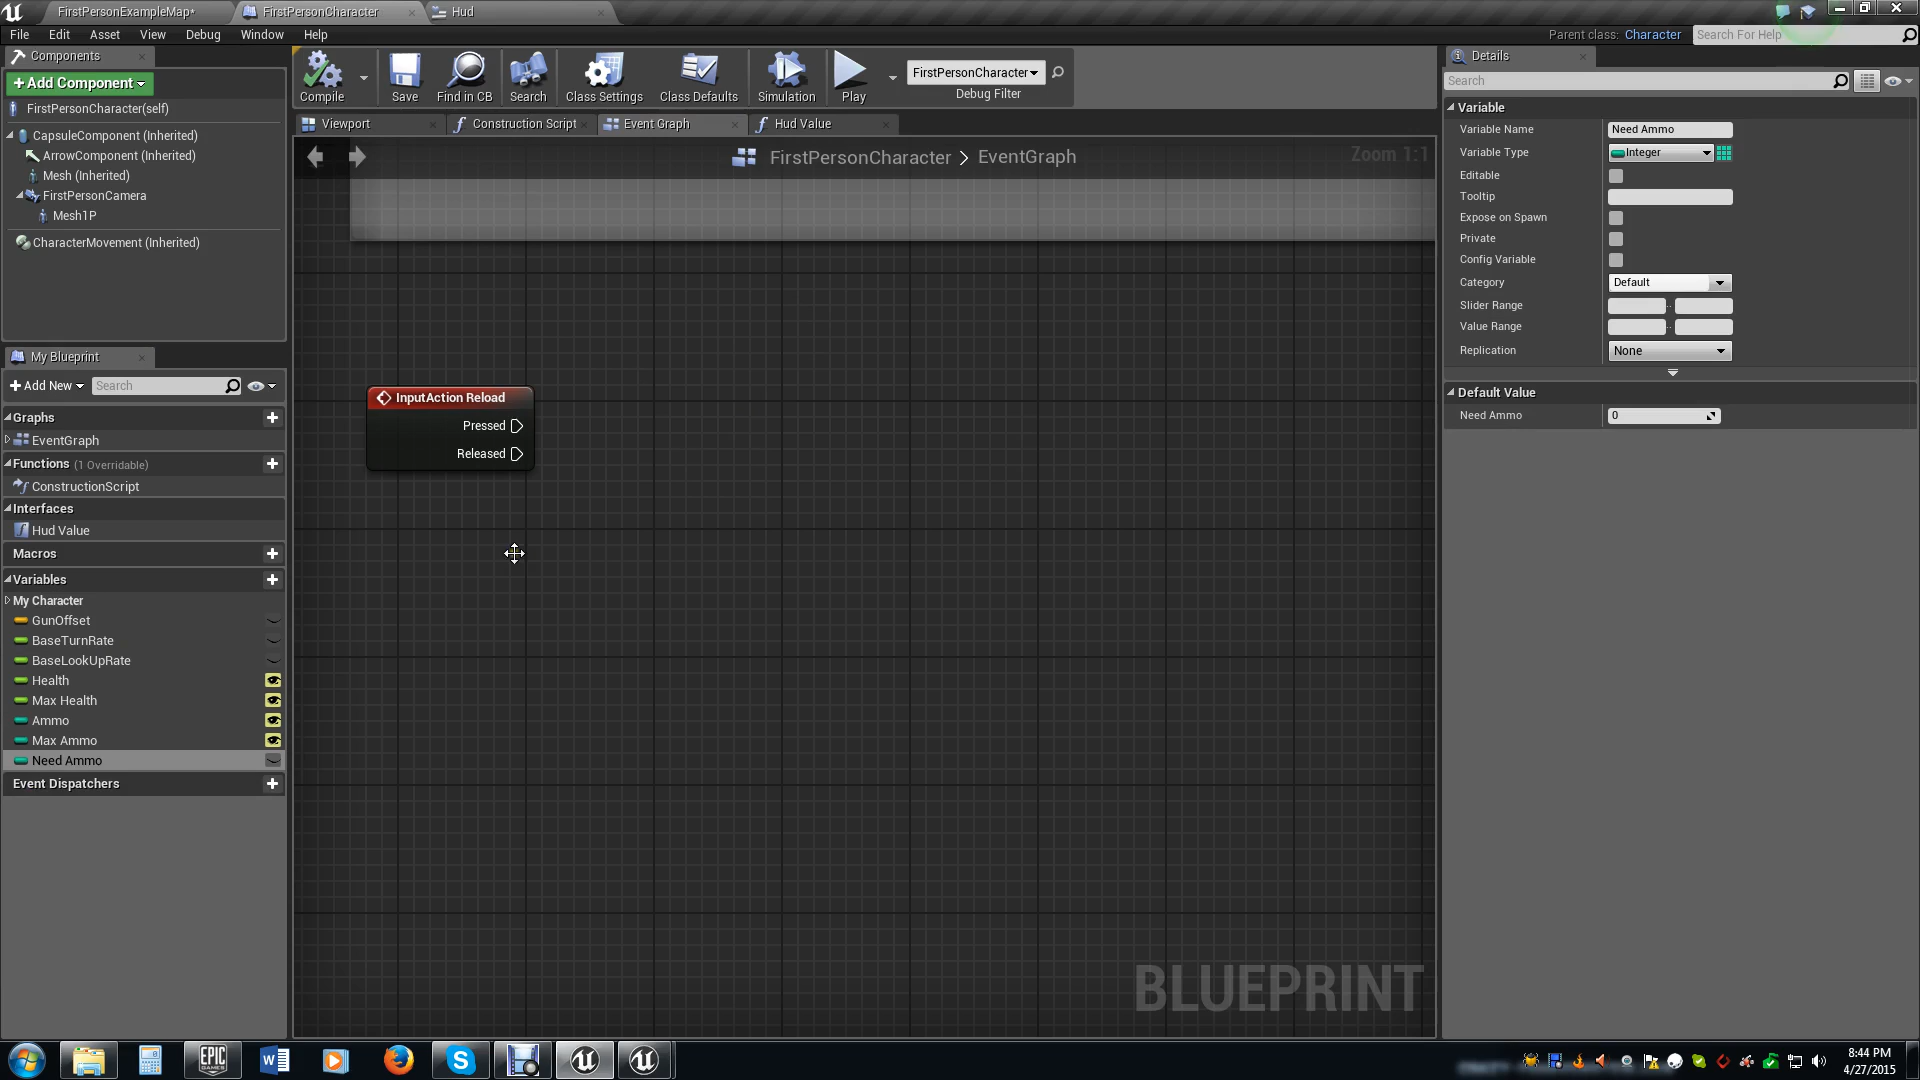 FirstPersonExampleMap*
FirstPersonCharacter
Hud
File Edit Asset View Debug Window Help
Parent class: Character
Search For Help
Components
+Add Component
FirstPersonCharacter(self)
CapsuleComponent (Inherited)
ArrowComponent (Inherited)
Mesh (Inherited)
FirstPersonCamera
Mesh1P
CharacterMovement (Inherited)
Compile
Save
Find in CB
Search
Class Settings
Class Defaults
Simulation
Play
FirstPersonCharacter
Debug Filter
Viewport
Construction Script
Event Graph
Hud Value
FirstPersonCharacter > EventGraph
Zoom 1:1
InputAction Reload
Pressed
Released
BLUEPRINT
My Blueprint
+Add New
Search
Graphs
EventGraph
Functions (1 Overridable)
ConstructionScript
Interfaces
Hud Value
Macros
Variables
My Character
GunOffset
BaseTurnRate
BaseLookUpRate
Health
Max Health
Ammo
Max Ammo
Need Ammo
Event Dispatchers
Details
Search
Variable
Variable Name Need Ammo
Variable Type Integer
Editable
Tooltip
Expose on Spawn
Private
Config Variable
Category Default
Slider Range
Value Range
Replication None
Default Value
Need Ammo 0
EPIC GAMES
8:44 PM
4/27/2015